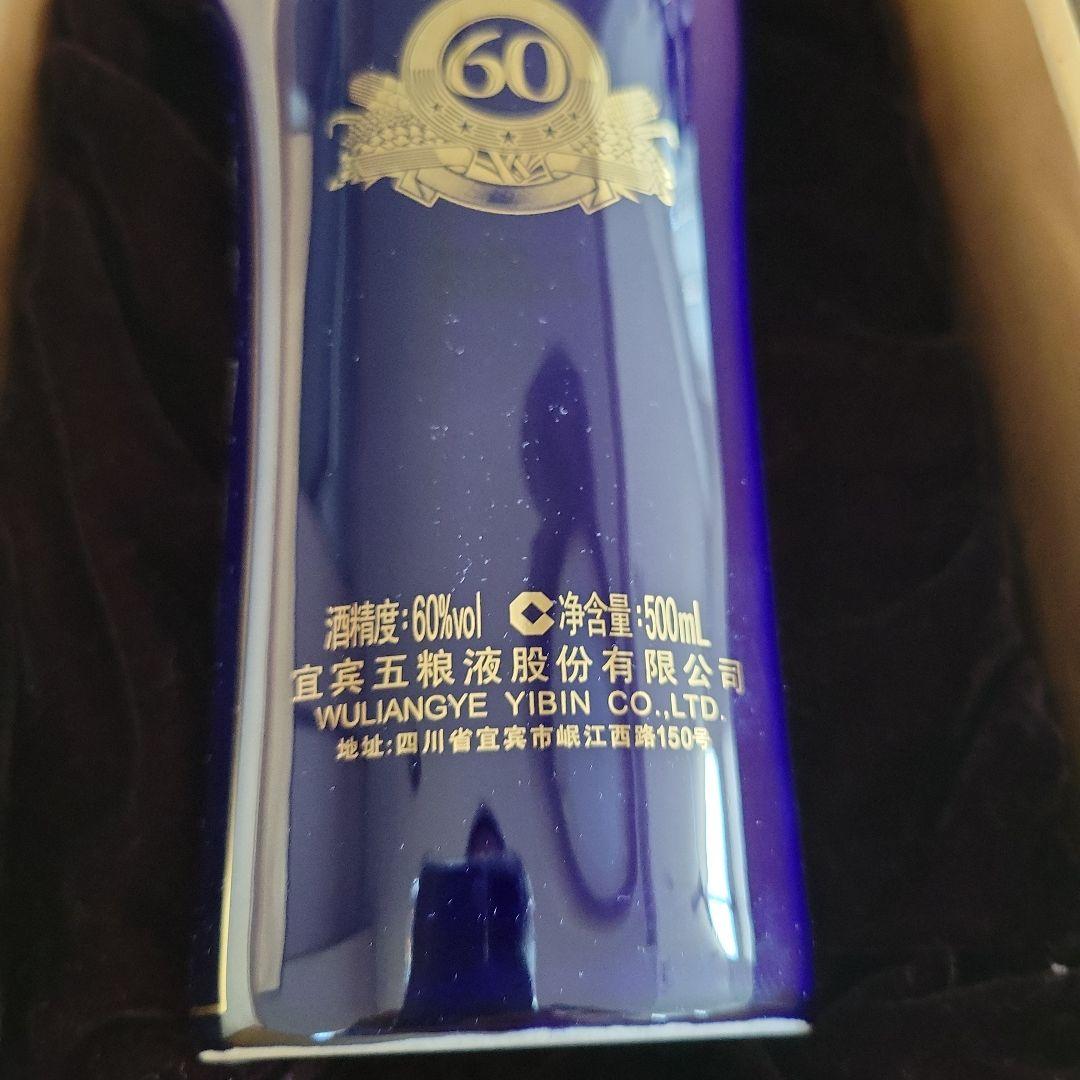 60
酒精度:60%vol 净含量:500mL
宜宾五粮液股份有限公司
WULIANGYE YIBIN CO.,LTD.
地址:四川省宜宾市岷江西路150号